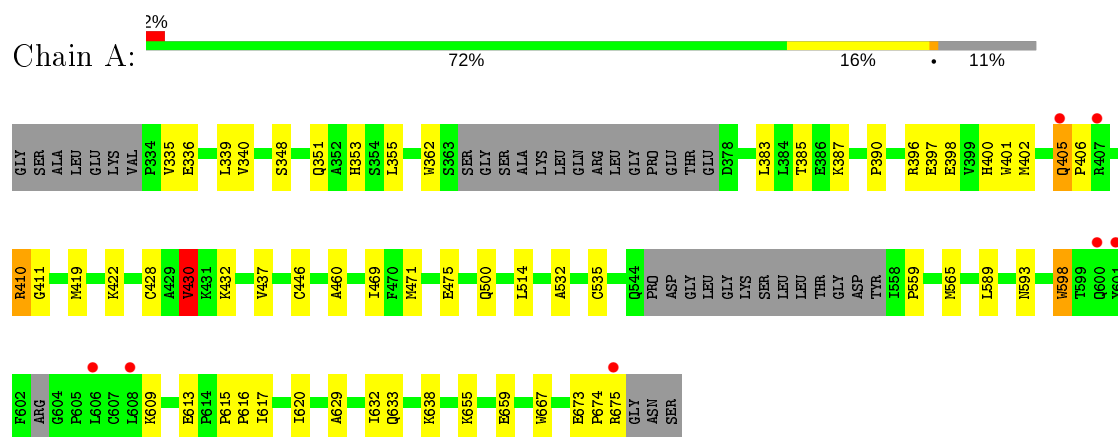 2%
Chain A:
72% 16% • 11%
GLY SER ALA LEU GLU LYS VAL P334 V335 E336 L339 V340 S348 Q351 A352 H353 S354 L355 W362 S363 SER GLY SER ALA LYS LEU GLN ARG LEU GLY PRO GLU THR GLU D378 L383 L384 T385 E386 K387 P390 R396 E397 E398 V399 H400 W401 M402 Q405 P406 R407
R410 G411 M419 K422 C428 A429 V430 K431 K432 V437 C446 A460 I469 F470 M471 E475 Q500 L514 A532 C535 Q544 PRO ASP GLY LEU GLY LYS SER LEU LEU THR GLY ASP TYR I558 P559 M565 L589 N593 W598 T599 Q600 Y601
F602 ARG G604 P605 L606 C607 L608 K609 E613 P614 P615 P616 I617 I620 A629 I632 Q633 K638 K655 E659 W667 E673 P674 R675 GLY ASN SER